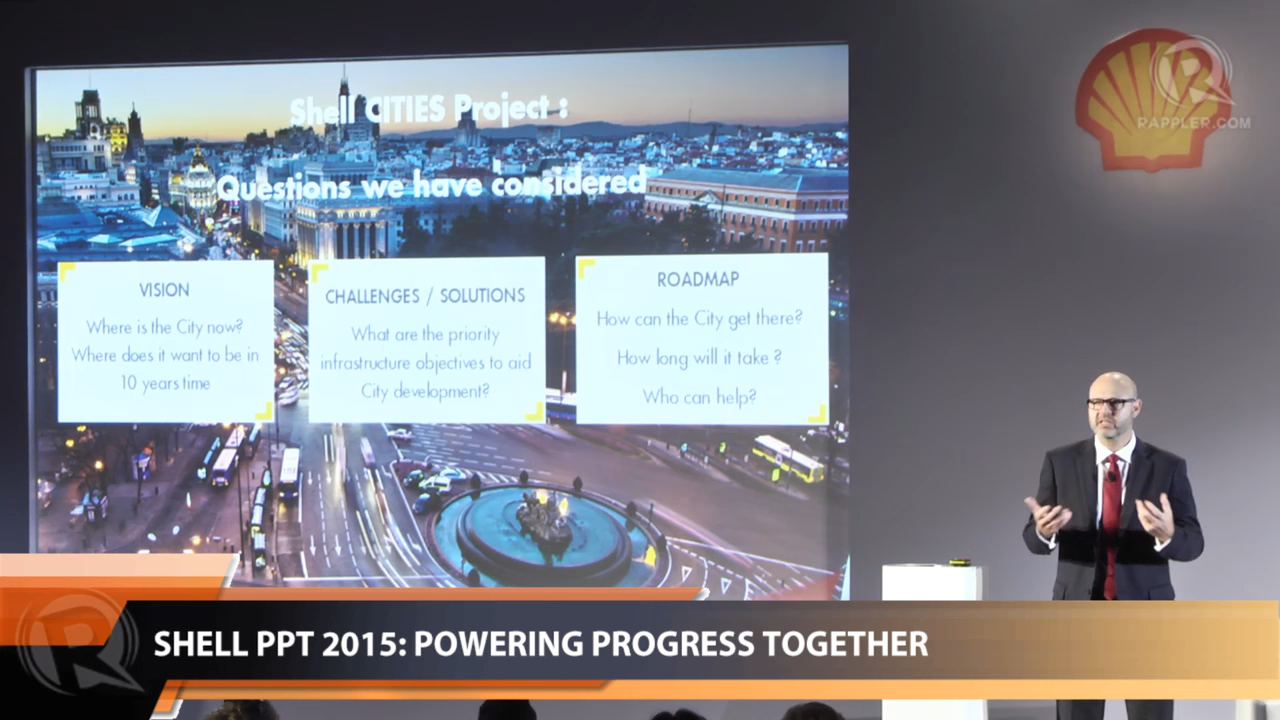 Shell CITIES Project :
Questions we have considered
VISION
Where is the City now?
Where does it want to be in
10 years time
CHALLENGES / SOLUTIONS
What are the priority
infrastructure objectives to aid
City development?
ROADMAP
How can the City get there?
How long will it take ?
Who can help?
R
RAPPLER.COM
R
SHELL PPT 2015: POWERING PROGRESS TOGETHER